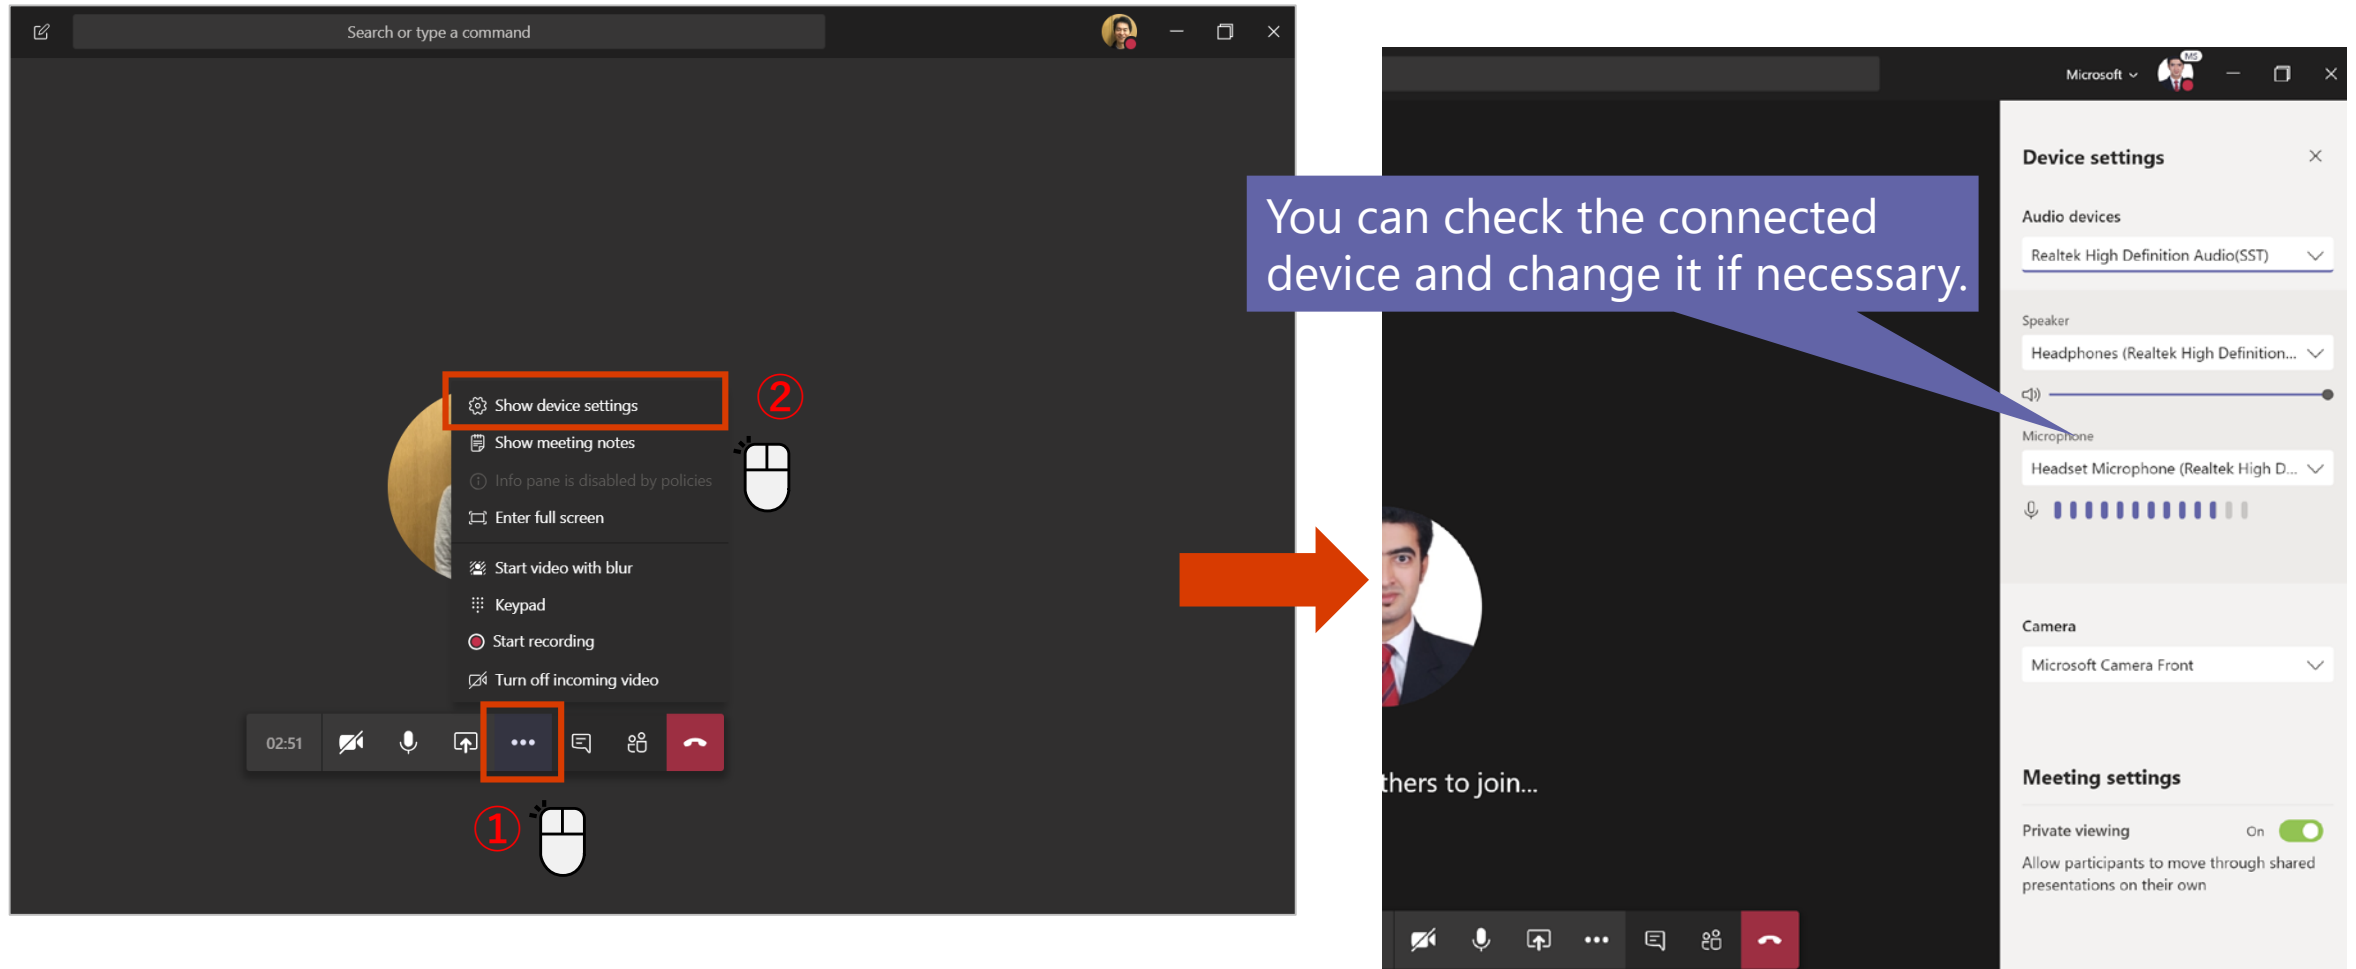 Search or type a command
Show device settings
Show meeting notes
Info pane is disabled by policies
Enter full screen
Start video with blur
Keypad
Start recording
Turn off incoming video
②
02:51
①
Microsoft
MS
You can check the connected
device and change it if necessary.
Device settings
Audio devices
Realtek High Definition Audio(SST)
Speaker
Headphones (Realtek High Definition...
Microphone
Headset Microphone (Realtek High D...
Camera
Microsoft Camera Front
thers to join...
Meeting settings
Private viewing On
Allow participants to move through shared
presentations on their own